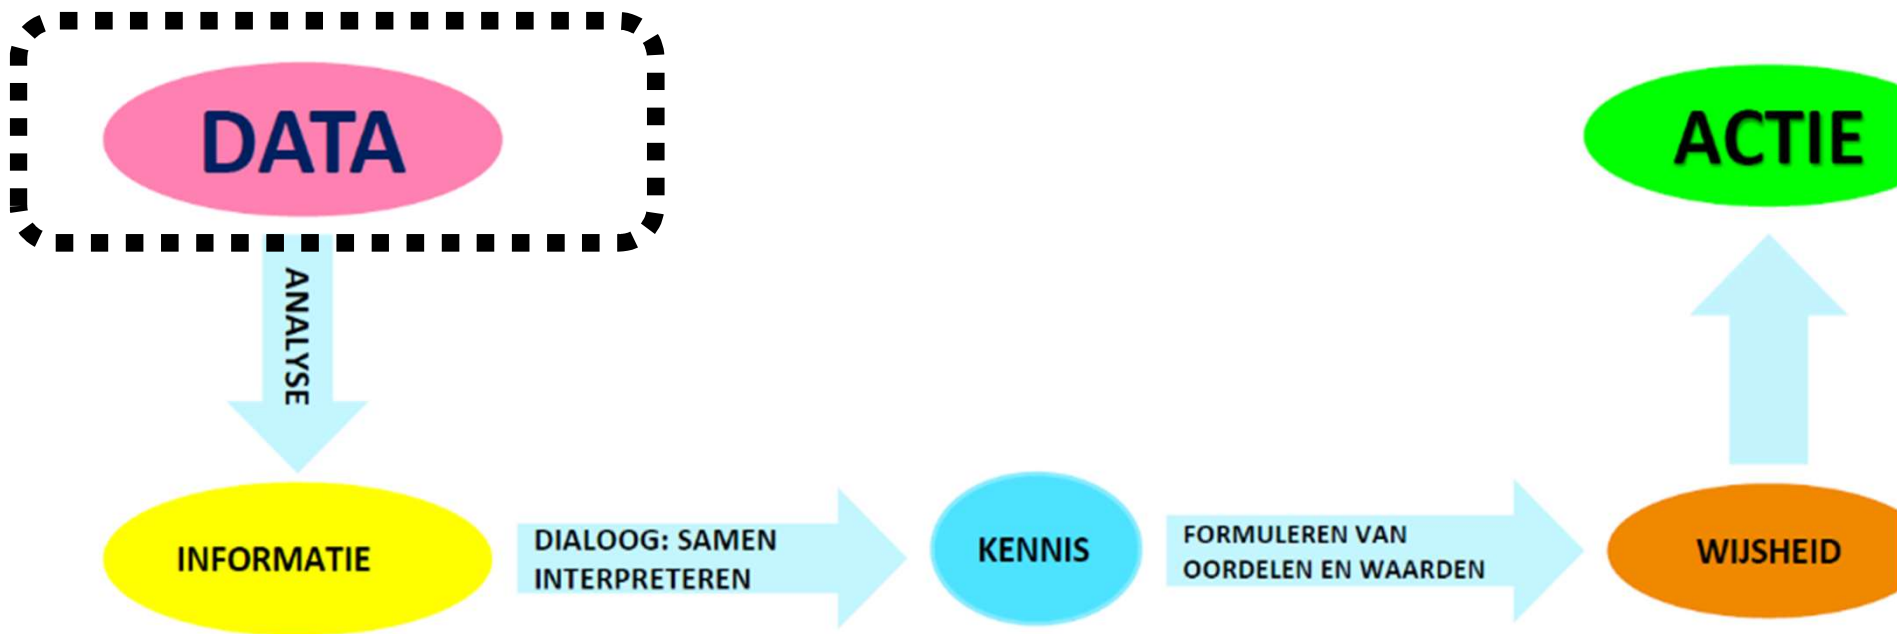 DATA
ACTIE
ANALYSE
INFORMATIE
DIALOOG: SAMEN
INTERPRETEREN
KENNIS
FORMULEREN VAN
OORDELEN EN WAARDEN
WIJSHEID